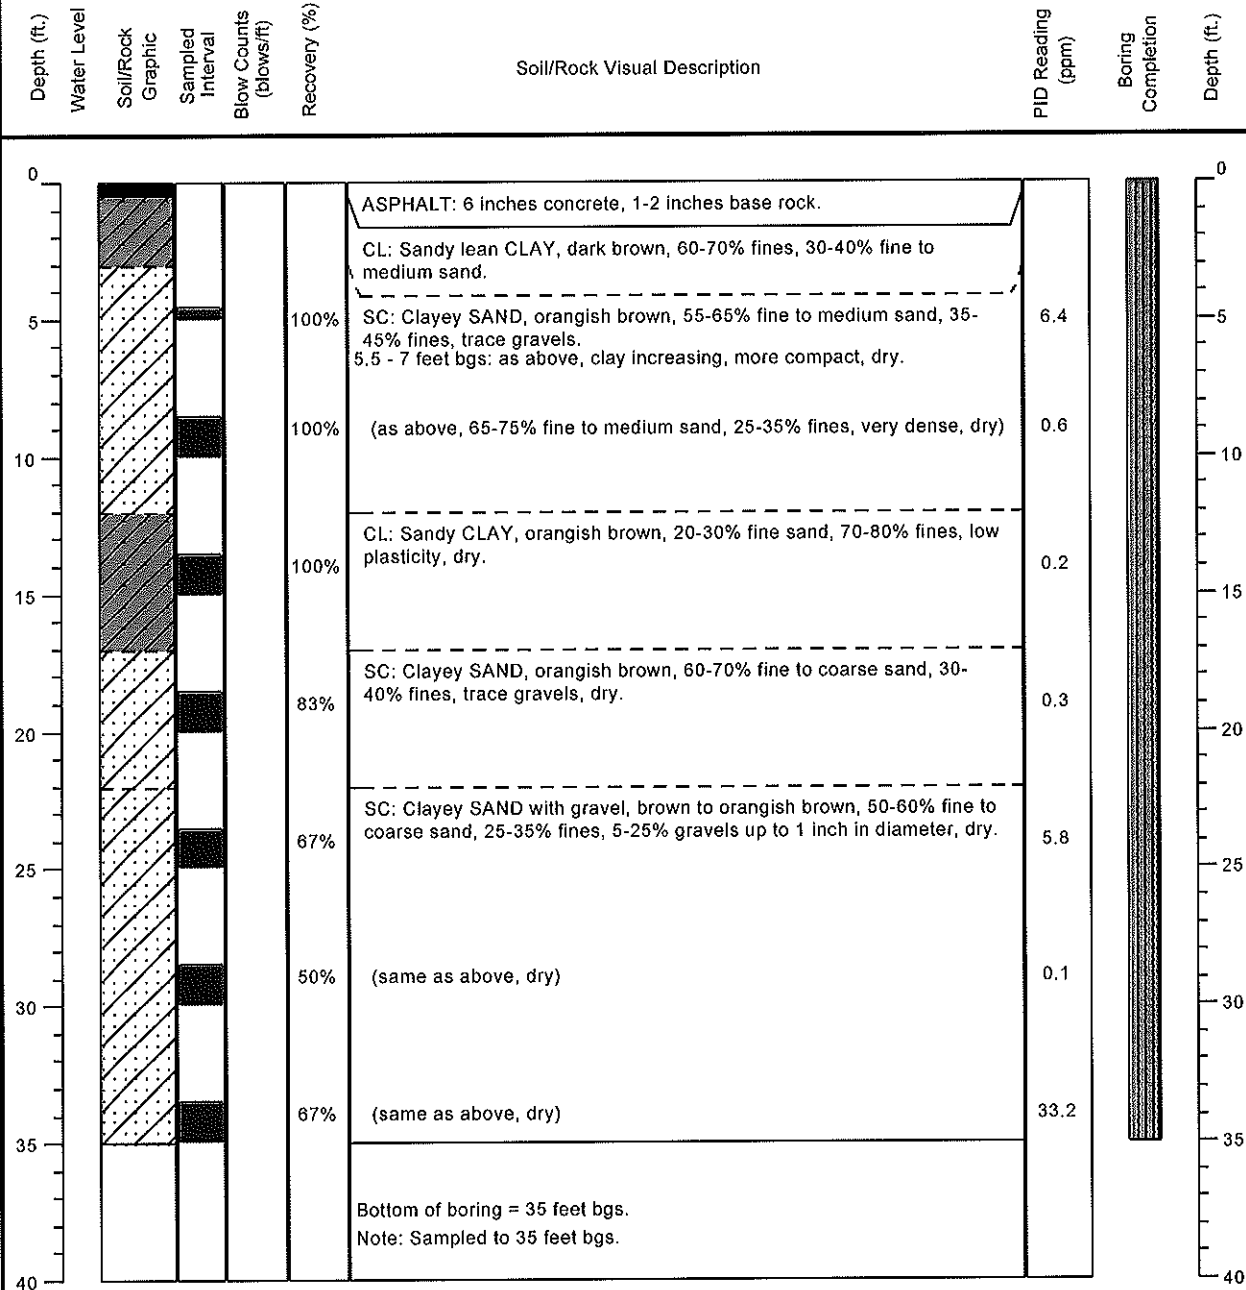 Depth (ft.)
Water Level
Soil/Rock
Graphic
Sampled
Interval
Blow Counts
(blows/ft)
Recovery (%)
Soil/Rock Visual Description
PID Reading
(ppm)
Boring
Completion
Depth (ft.)
0
0
ASPHALT: 6 inches concrete, 1-2 inches base rock.
CL: Sandy lean CLAY, dark brown, 60-70% fines, 30-40% fine to
medium sand.
5
100%
SC: Clayey SAND, orangish brown, 55-65% fine to medium sand, 35-
45% fines, trace gravels.
6.4
5
5.5 - 7 feet bgs: as above, clay increasing, more compact, dry.
100%
(as above, 65-75% fine to medium sand, 25-35% fines, very dense, dry)
0.6
10
10
CL: Sandy CLAY, orangish brown, 20-30% fine sand, 70-80% fines, low
plasticity, dry.
100%
0.2
15
15
SC: Clayey SAND, orangish brown, 60-70% fine to coarse sand, 30-
40% fines, trace gravels, dry.
83%
0.3
20
20
SC: Clayey SAND with gravel, brown to orangish brown, 50-60% fine to
coarse sand, 25-35% fines, 5-25% gravels up to 1 inch in diameter, dry.
67%
5.8
25
25
50%
(same as above, dry)
0.1
30
30
67%
(same as above, dry)
33.2
35
35
Bottom of boring = 35 feet bgs.
Note: Sampled to 35 feet bgs.
40
40